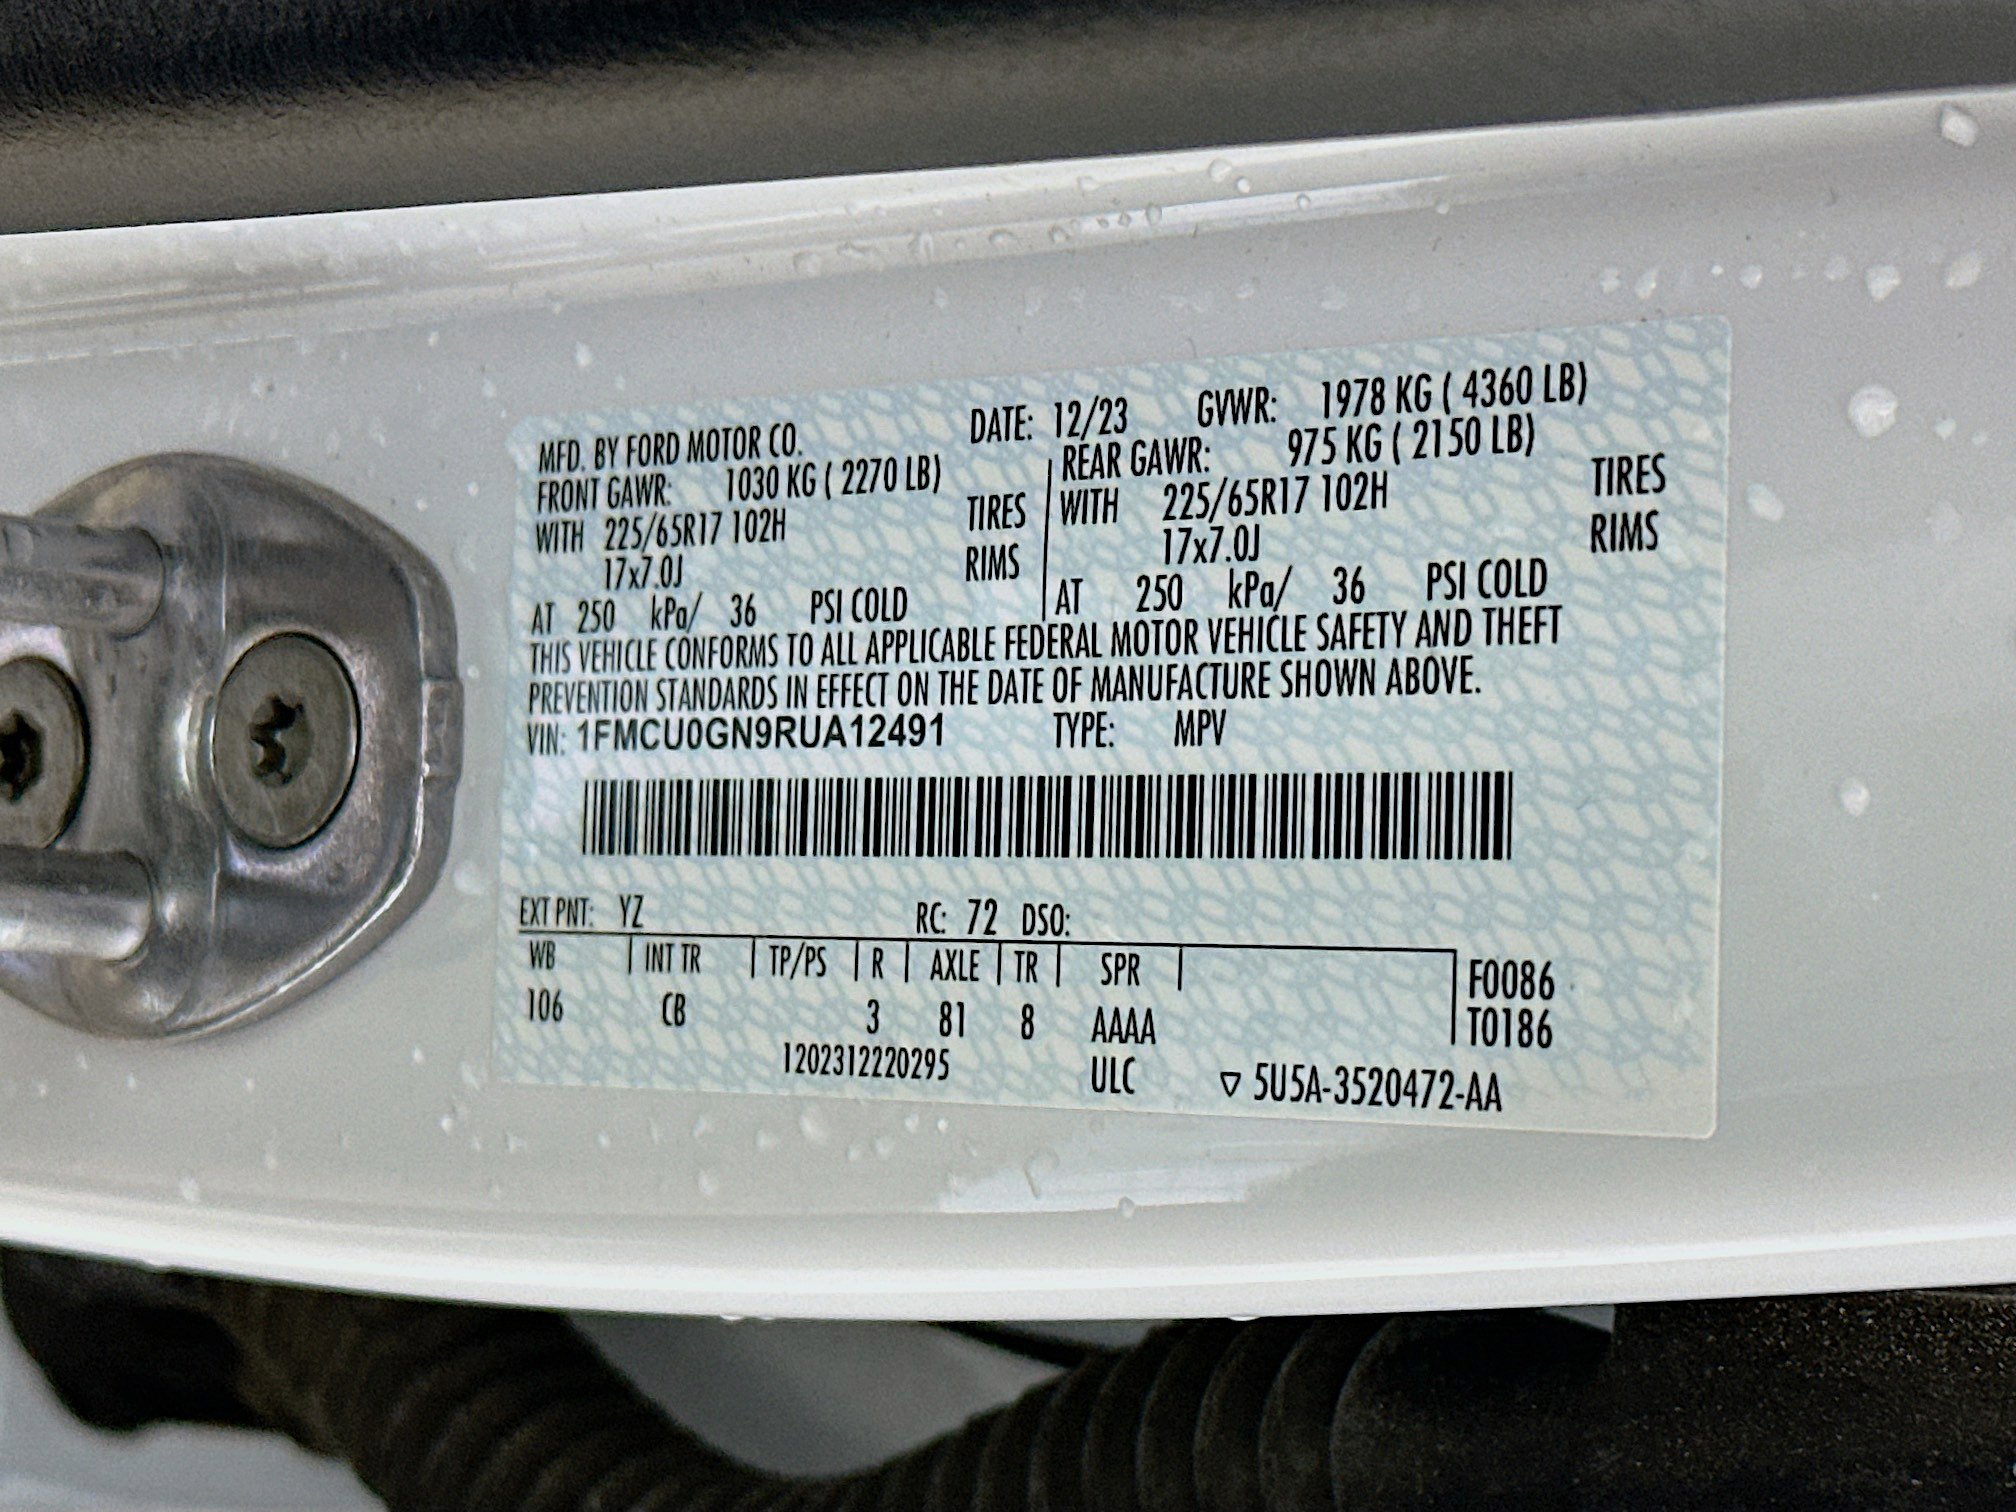 MFD. BY FORD MOTOR CO. DATE: 12/23 GVWR: 1978 KG ( 4360 LB)
FRONT GAWR: 1030 KG ( 2270 LB) REAR GAWR: 975 KG ( 2150 LB)
WITH 225/65R17 102H TIRES WITH 225/65R17 102H TIRES
17x7.0J RIMS 17x7.0J RIMS
AT 250 kPa/ 36 PSI COLD AT 250 kPa/ 36 PSI COLD
THIS VEHICLE CONFORMS TO ALL APPLICABLE FEDERAL MOTOR VEHICLE SAFETY AND THEFT
PREVENTION STANDARDS IN EFFECT ON THE DATE OF MANUFACTURE SHOWN ABOVE.
VIN: 1FMCU0GN9RUA12491 TYPE: MPV
EXT PNT: YZ RC: 72 DSO:
WB INT TR TP/PS R AXLE TR SPR F0086
106 CB 3 81 8 AAAA T0186
1202312220295 ULC ▽ 5U5A-3520472-AA